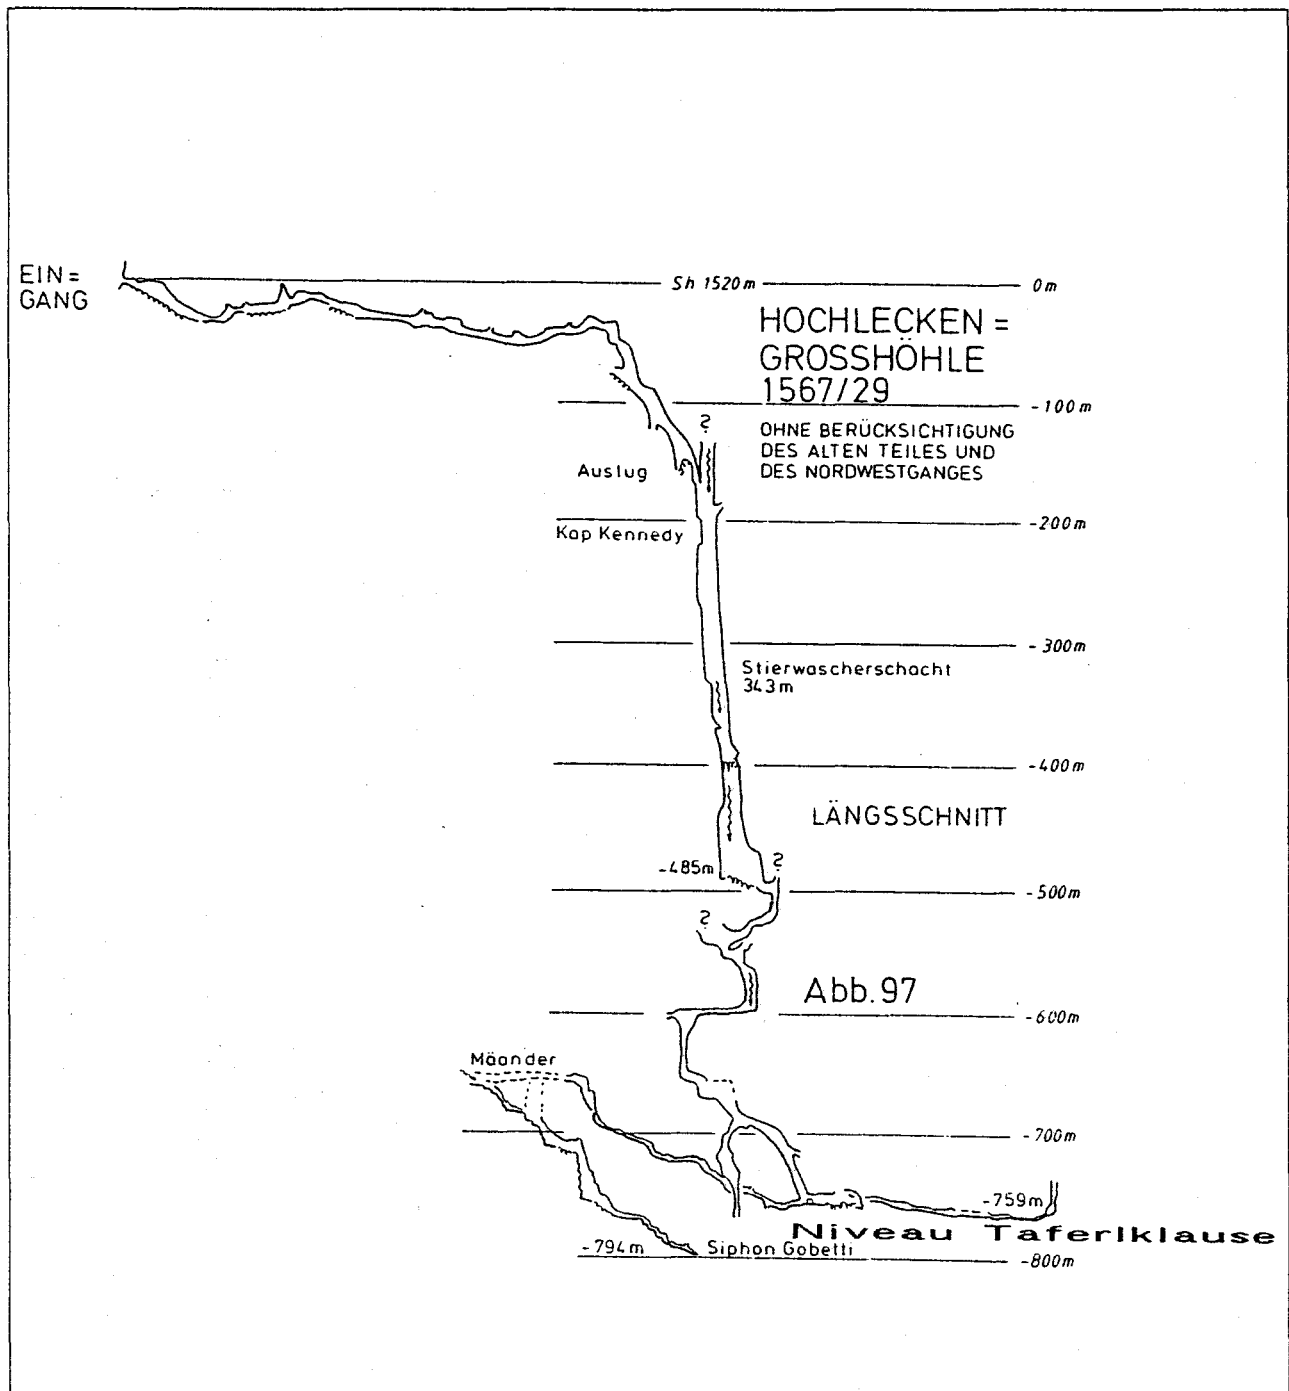 EIN=
GANG
Sh 1520m
0m
HOCHLECKEN=
GROSSHÖHLE
1567/29
-100m
?
OHNE BERÜCKSICHTIGUNG
DES ALTEN TEILES UND
DES NORDWESTGANGES
Auslug
-200m
Kap Kennedy
-300m
Stierwascherschacht
343m
-400m
LÄNGSSCHNITT
-485m
?
-500m
?
Abb.97
-600m
Mäander
-700m
-759m
Niveau Taferlklause
-794m
Siphon Gobetti
-800m